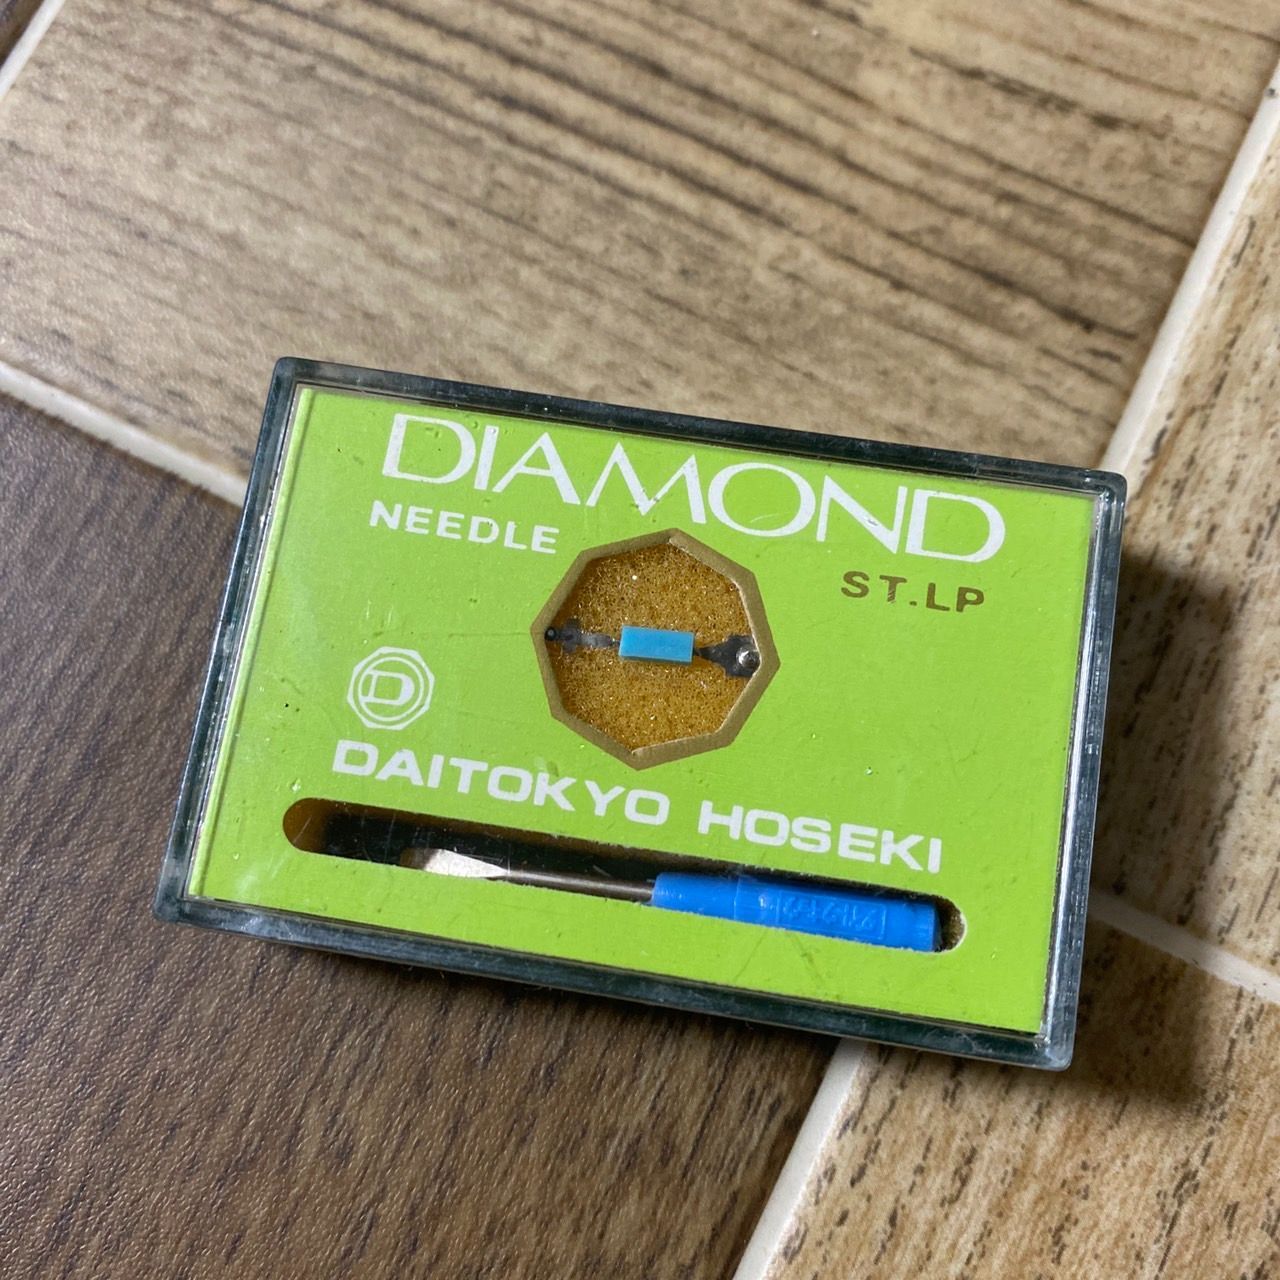 DIAMOND
NEEDLE
ST.LP
D
DAITOKYO HOSEKI